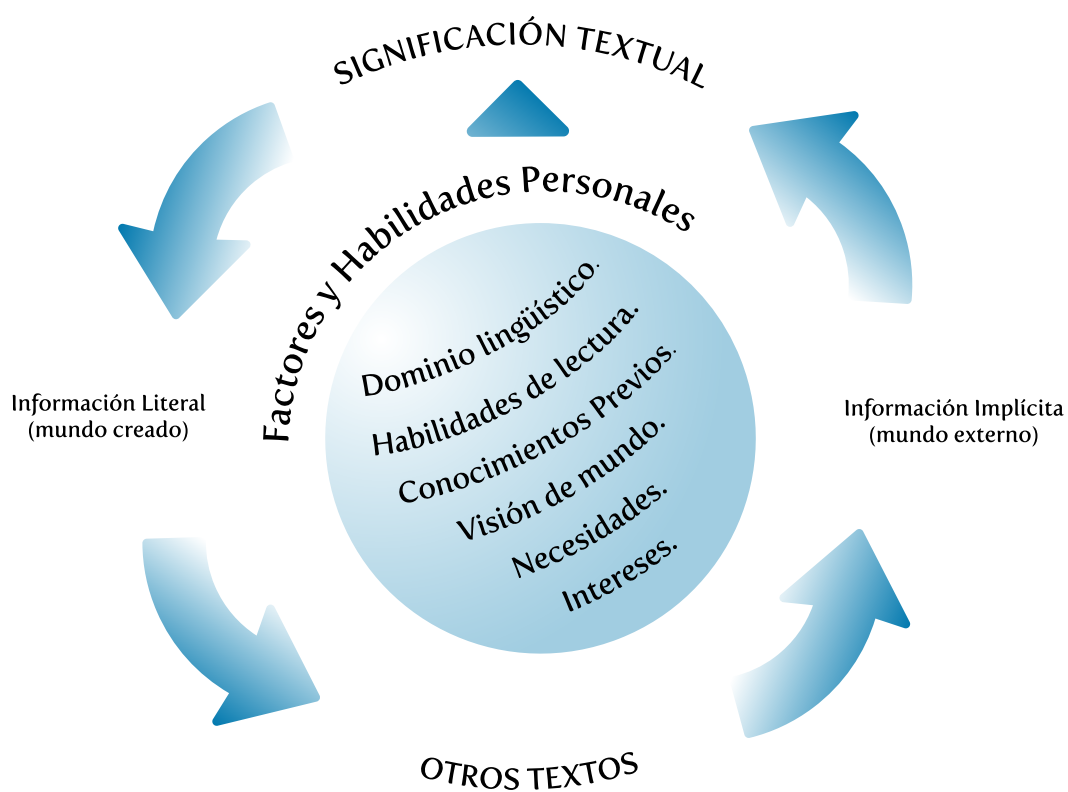 SIGNIFICACIÓN TEXTUAL
Factores y Habilidades Personales
Dominio lingüístico.
Habilidades de lectura.
Conocimientos Previos.
Visión de mundo.
Necesidades.
Intereses.
Información Literal
(mundo creado)
Información Implícita
(mundo externo)
OTROS TEXTOS